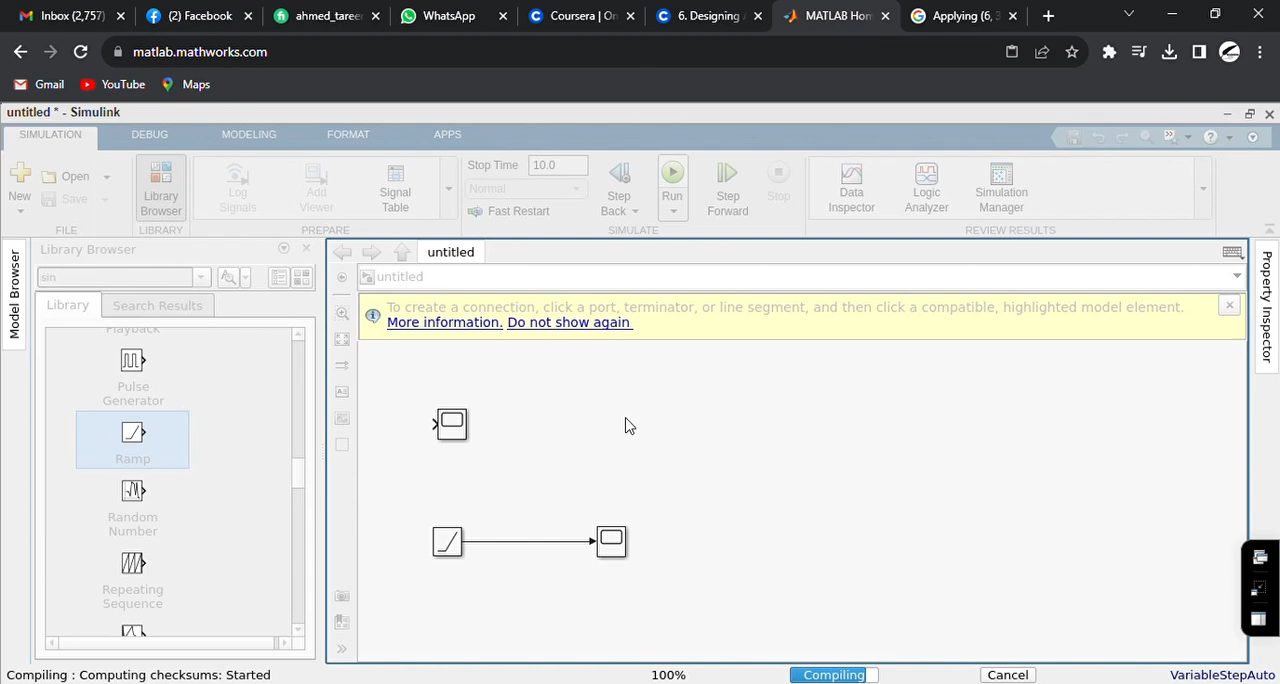 Inbox (2,757)
(2) Facebook
ahmed_taree
WhatsApp
Coursera | On
6. Designing
MATLAB Hom
Applying (6, 3
matlab.mathworks.com
Gmail
YouTube
Maps
untitled * - Simulink
SIMULATION
DEBUG
MODELING
FORMAT
APPS
New
Open
Save
FILE
Library
Browser
LIBRARY
Log
Signals
Add
Viewer
Signal
Table
PREPARE
Stop Time 10.0
Normal
Fast Restart
Step
Back
Run
Step
Forward
Stop
SIMULATE
Data
Inspector
Logic
Analyzer
Simulation
Manager
REVIEW RESULTS
Model Browser
Library Browser
sin
Library
Search Results
Playback
Pulse
Generator
Ramp
Random
Number
Repeating
Sequence
untitled
untitled
To create a connection, click a port, terminator, or line segment, and then click a compatible, highlighted model element.
More information. Do not show again
Property Inspector
Compiling : Computing checksums: Started
100%
Compiling
Cancel
VariableStepAuto